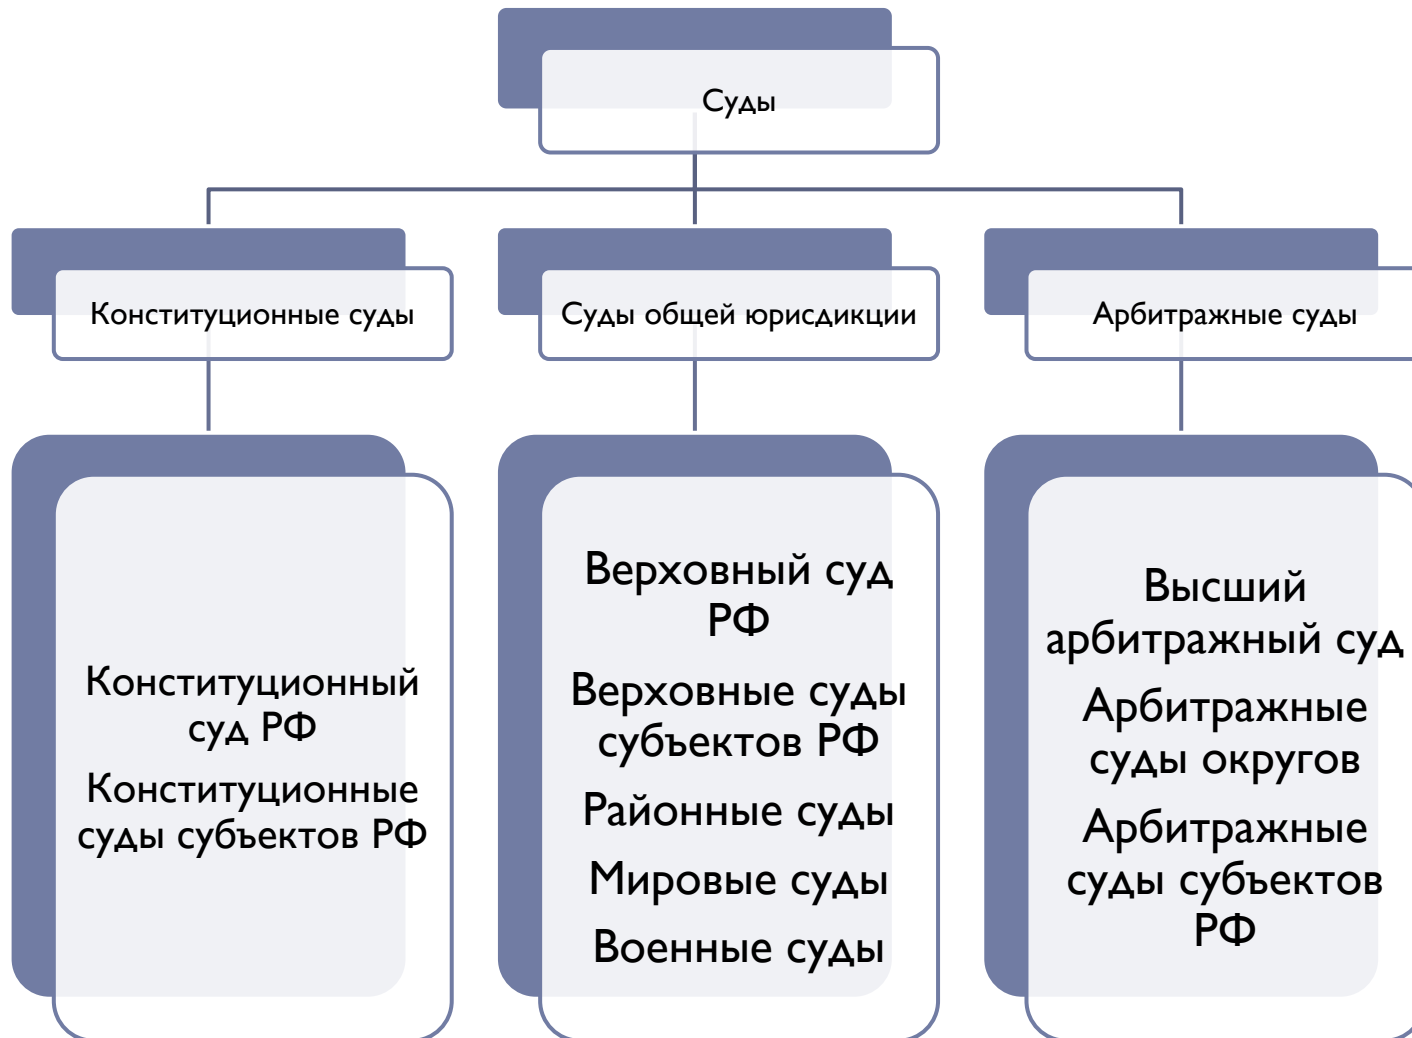 Суды
Конституционные суды
Суды общей юрисдикции
Арбитражные суды
Конституционный
суд РФ
Конституционные
суды субъектов РФ
Верховный суд
РФ
Верховные суды
субъектов РФ
Районные суды
Мировые суды
Военные суды
Высший
арбитражный суд
Арбитражные
суды округов
Арбитражные
суды субъектов
РФ